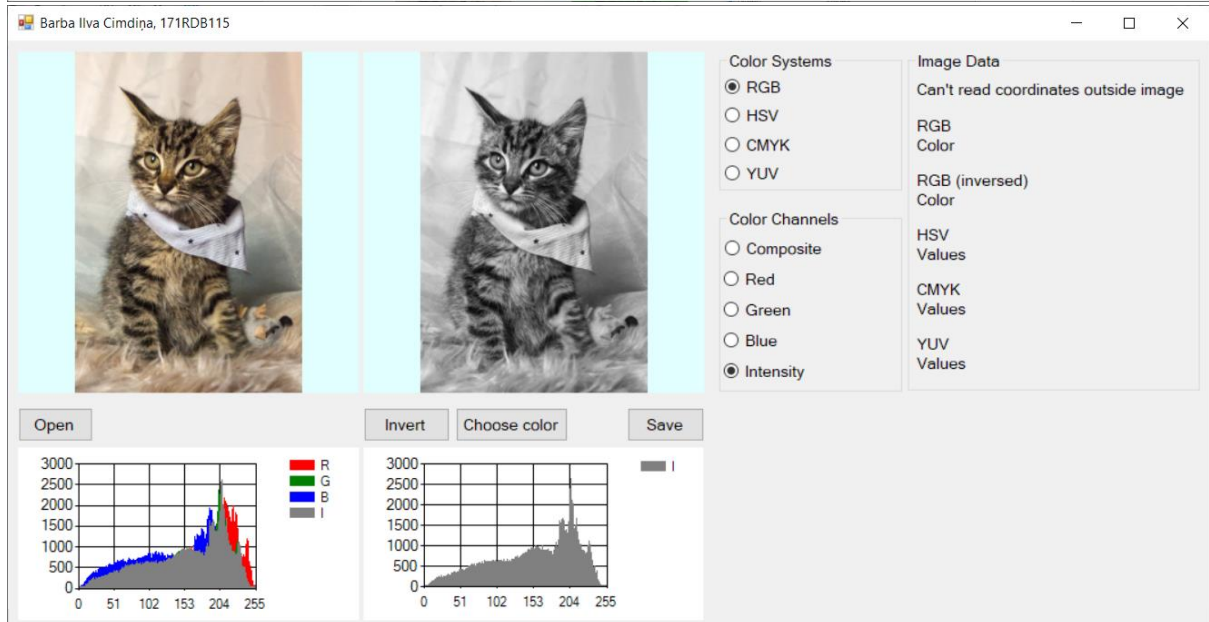 Barba Ilva Cimdiņa, 171RDB115
Color Systems
RGB
HSV
CMYK
YUV
Color Channels
Composite
Red
Green
Blue
Intensity
Image Data
Can't read coordinates outside image
RGB
Color
RGB (inversed)
Color
HSV
Values
CMYK
Values
YUV
Values
Open
Invert
Choose color
Save
3000
2500
2000
1500
1000
500
0
0 51 102 153 204 255
R
G
B
I
3000
2500
2000
1500
1000
500
0
0 51 102 153 204 255
I